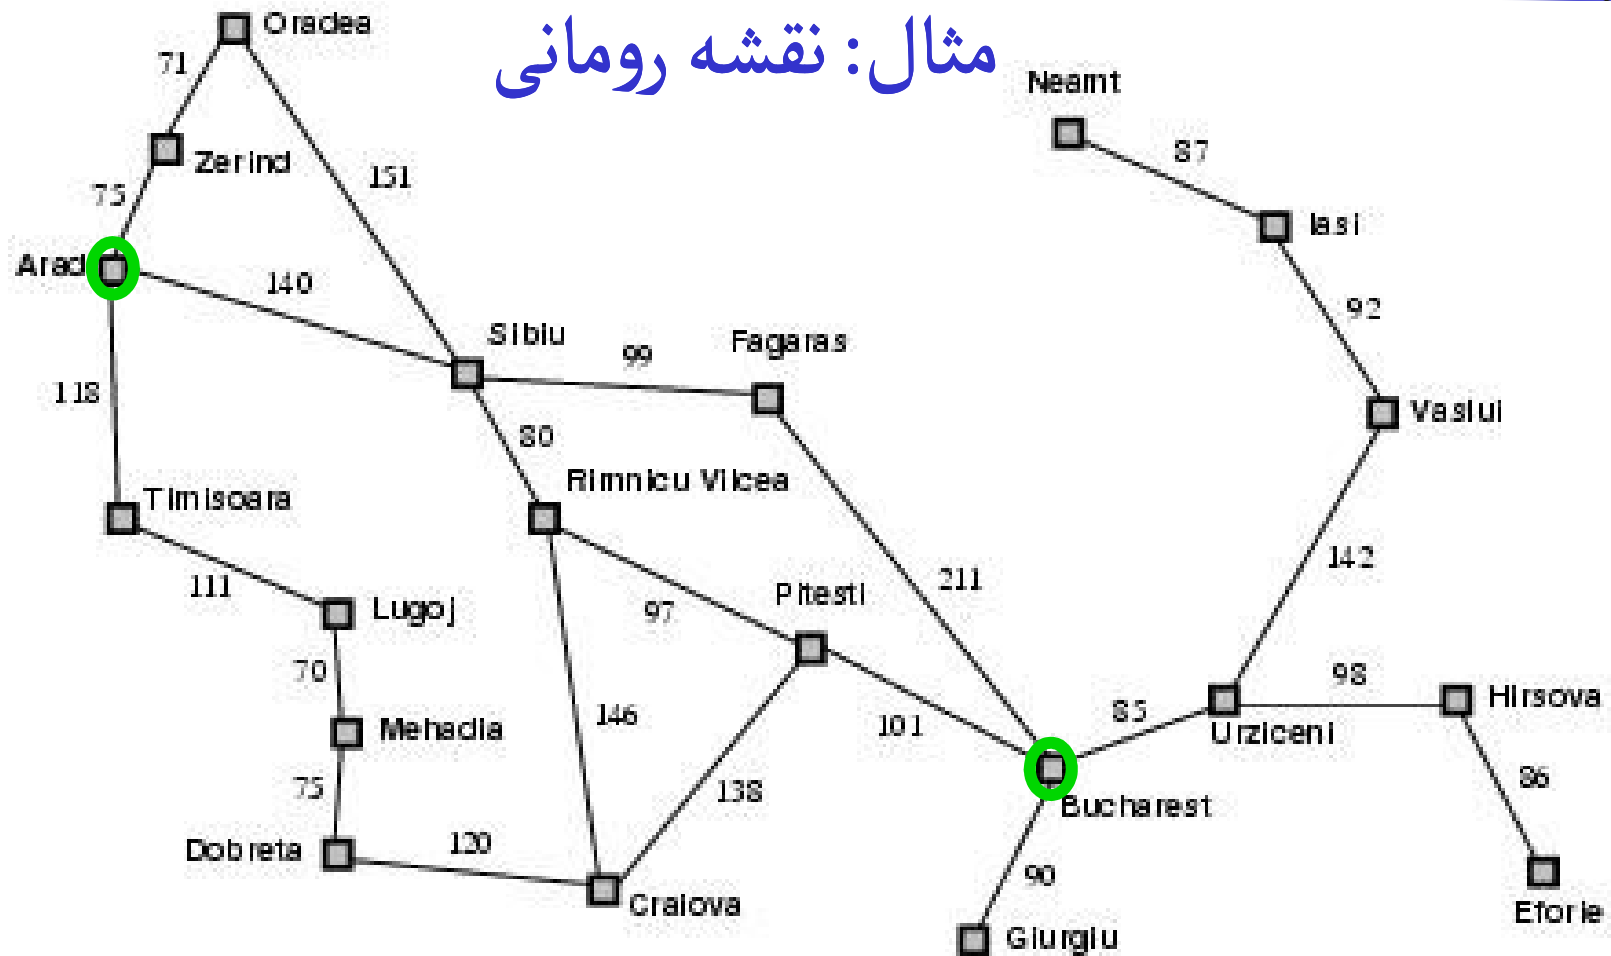 مثال: نقشه رومانی
Oradea
71
Neamt
87
Zerind
151
75
Iasi
Arad
140
92
Sibiu
Fagaras
99
118
Vaslui
80
Rimnicu Vilcea
Timisoara
142
111
211
Pitesti
Lugoj
97
70
98
Hirsova
146
85
Mehadia
101
Urziceni
75
138
86
Bucharest
Dobreta
120
90
Craiova
Eforie
Giurgiu